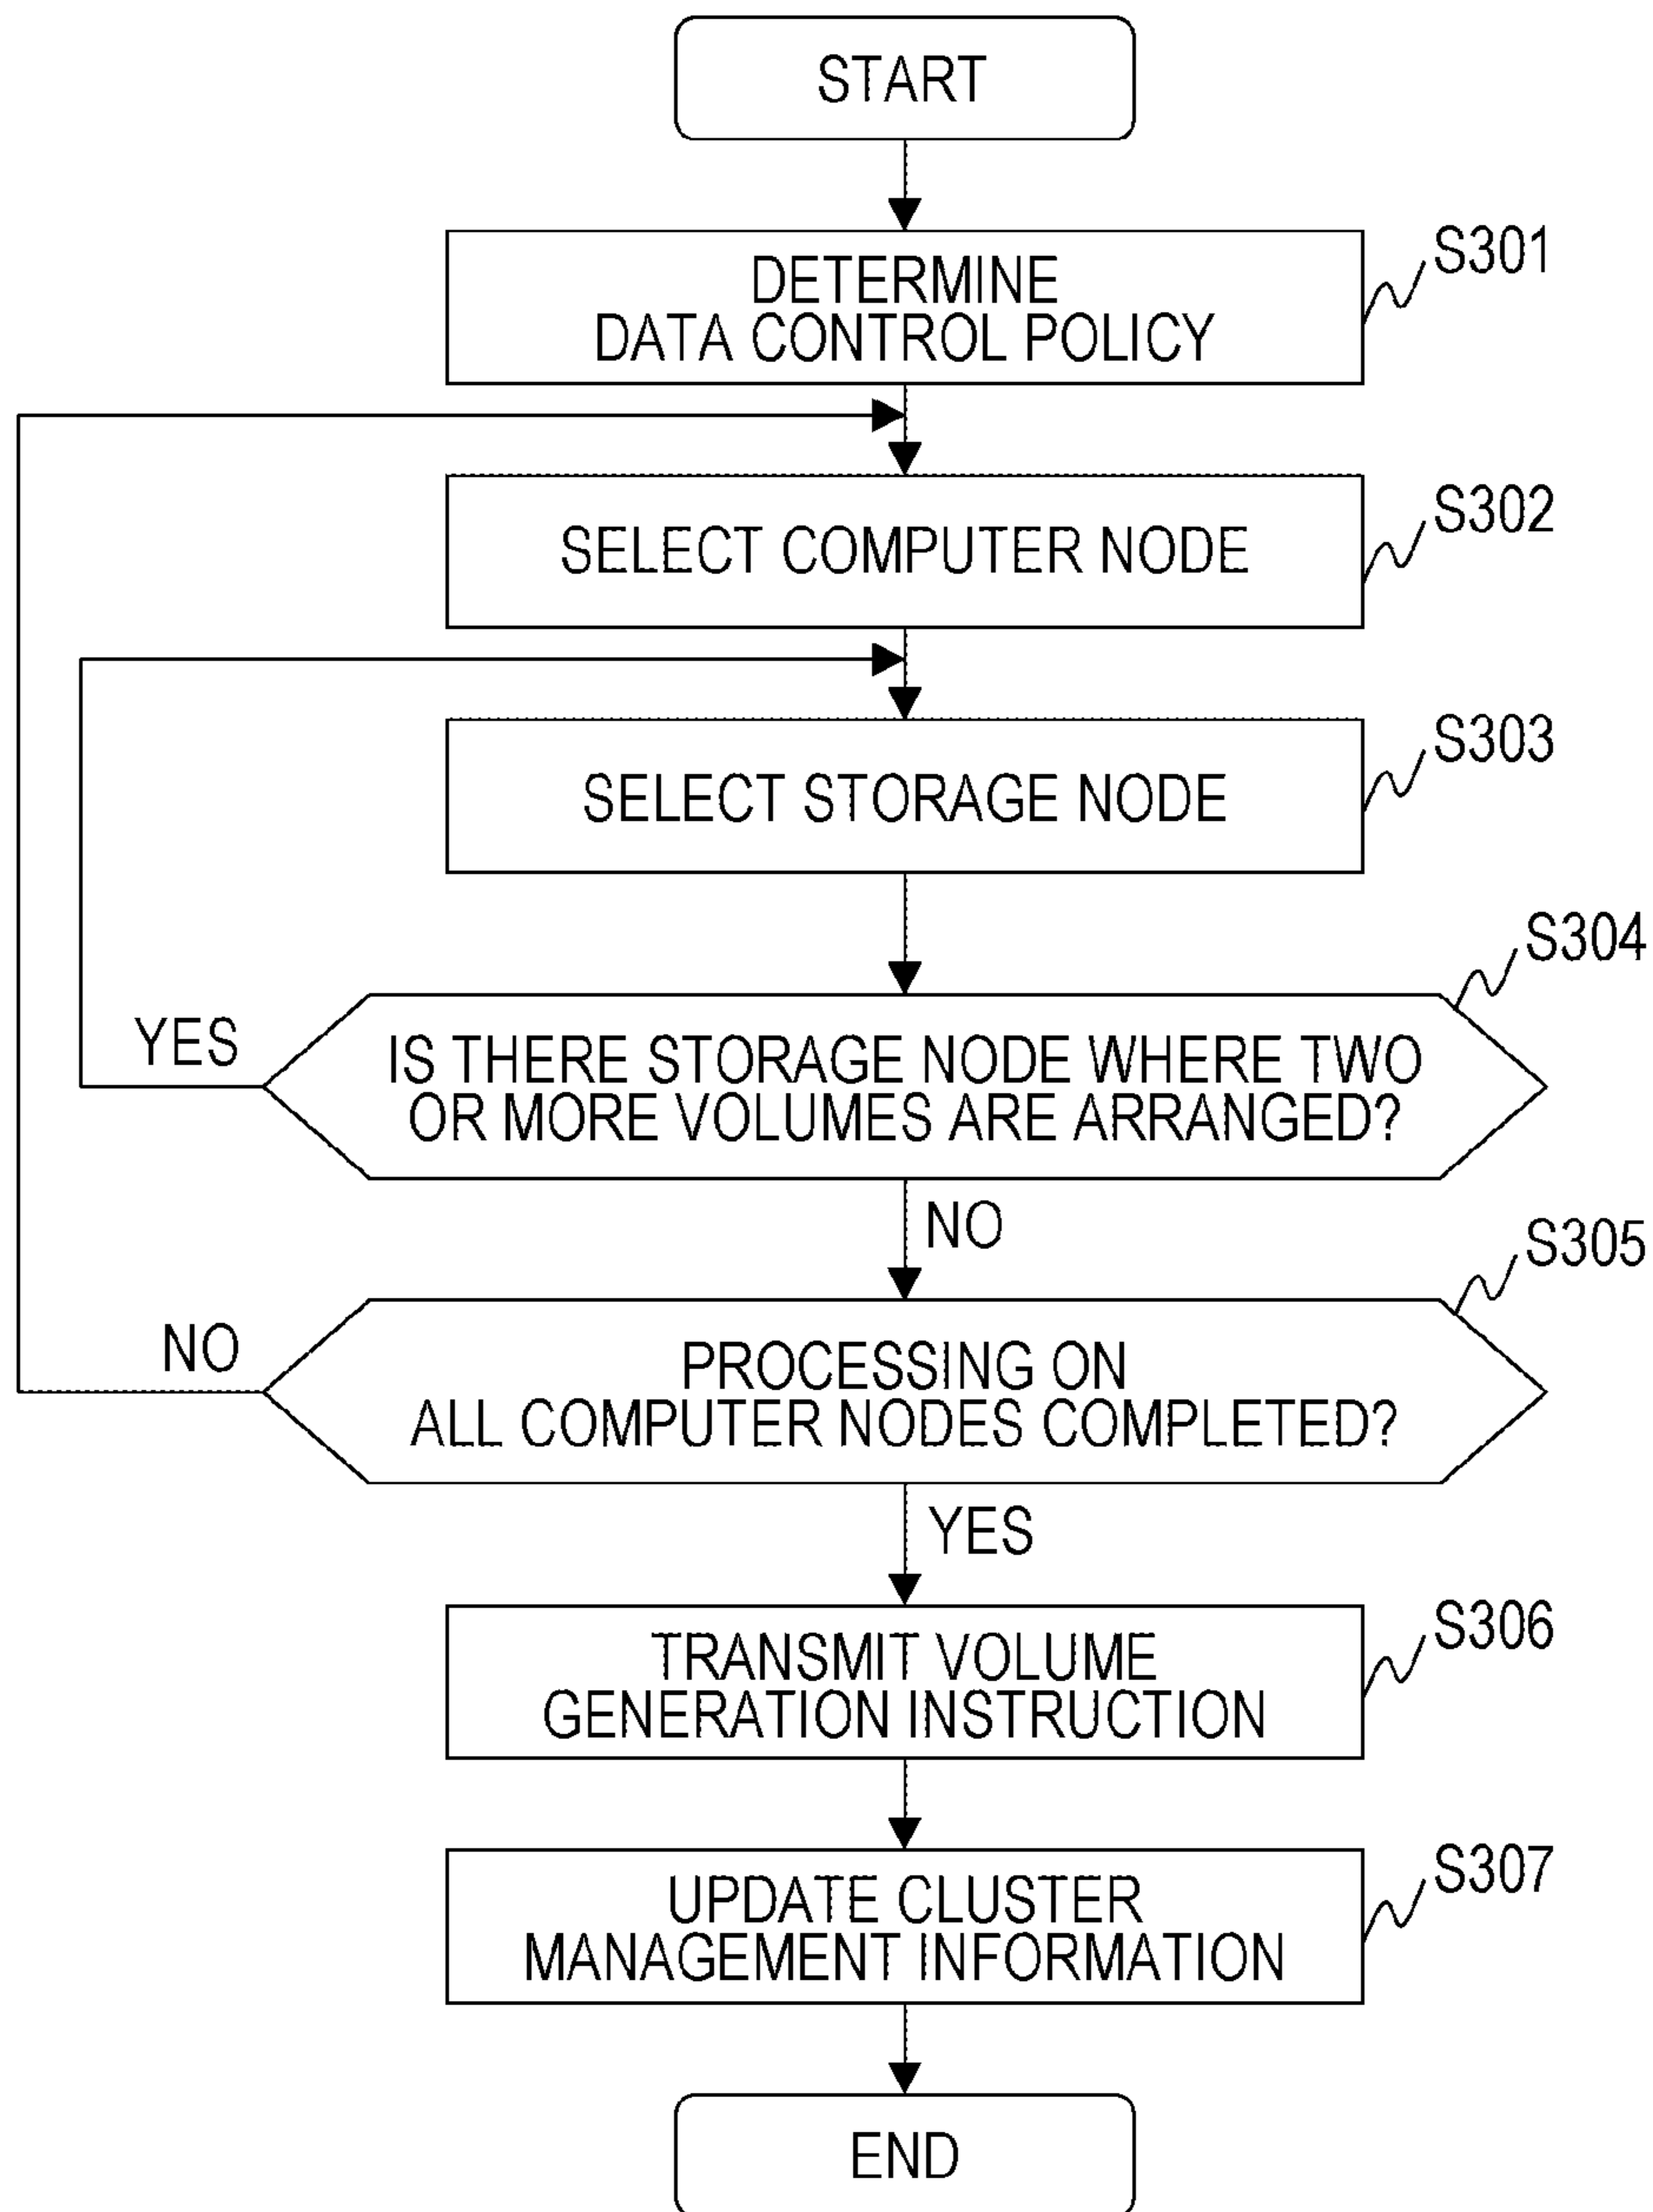 START
S301
DETERMINE
DATA CONTROL POLICY
S302
SELECT COMPUTER NODE
S303
SELECT STORAGE NODE
S304
YES
IS THERE STORAGE NODE WHERE TWO
OR MORE VOLUMES ARE ARRANGED?
NO
S305
NO
PROCESSING ON
ALL COMPUTER NODES COMPLETED?
YES
S306
TRANSMIT VOLUME
GENERATION INSTRUCTION
S307
UPDATE CLUSTER
MANAGEMENT INFORMATION
END